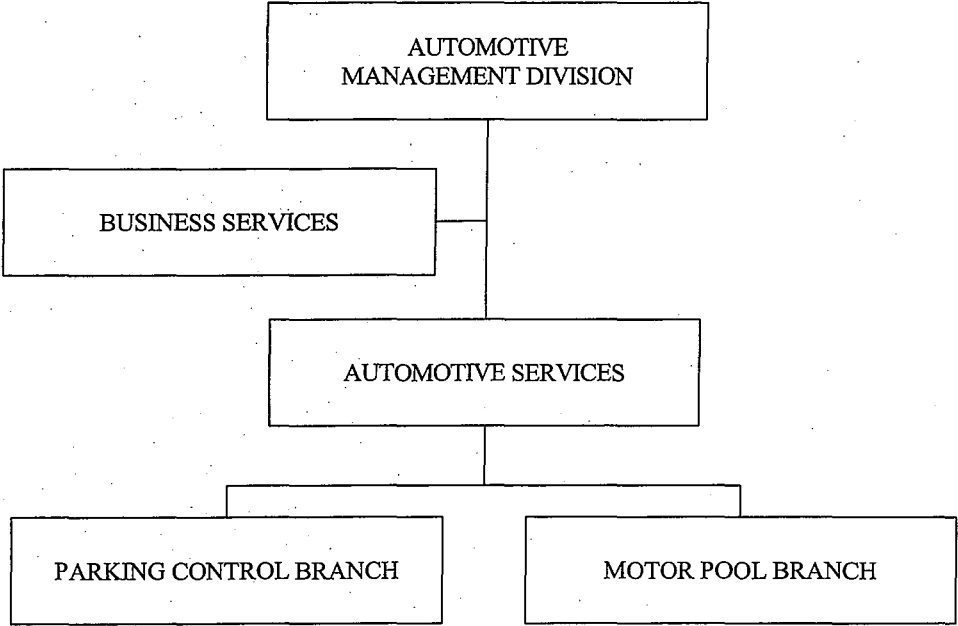 AUTOMOTIVE
MANAGEMENT DIVISION
BUSINESS SERVICES
AUTOMOTIVE SERVICES
PARKING CONTROL BRANCH
MOTOR POOL BRANCH